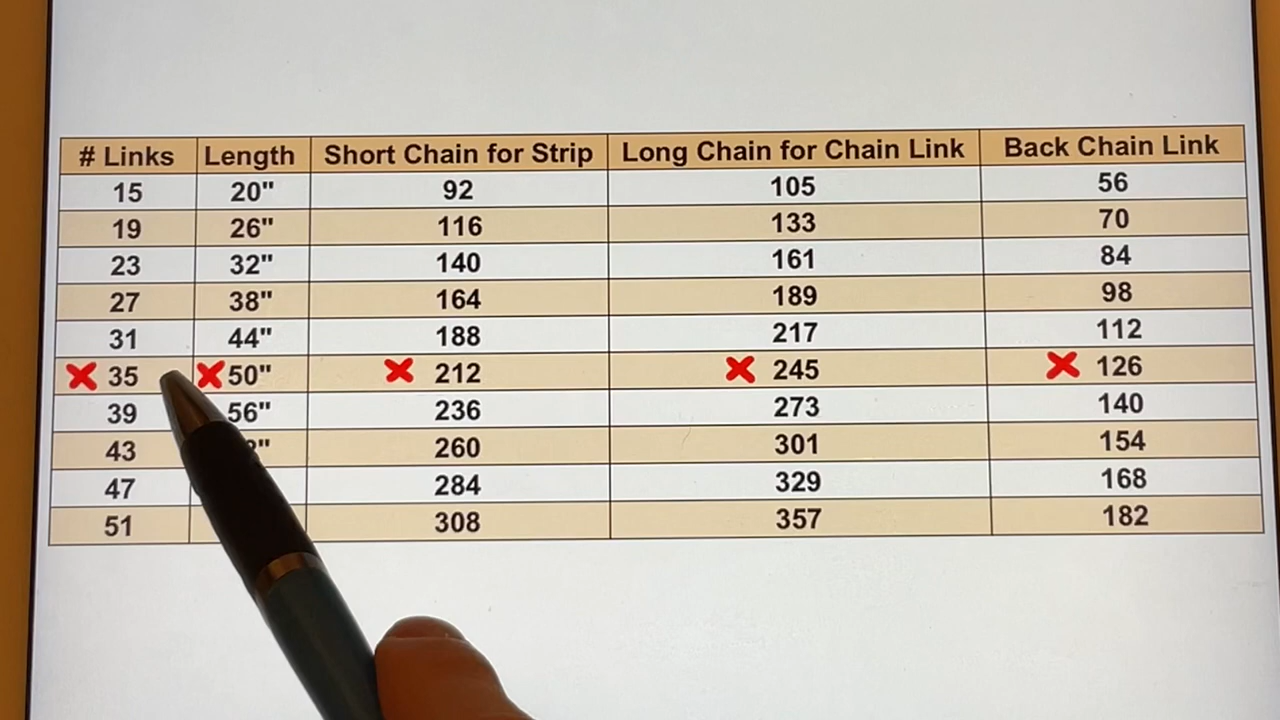 # Links Length Short Chain for Strip Long Chain for Chain Link Back Chain Link
15 20" 92 105 56
19 26" 116 133 70
23 32" 140 161 84
27 38" 164 189 98
31 44" 188 217 112
35 50" 212 245 126
39 56" 236 273 140
43 260 301 154
47 284 329 168
51 308 357 182